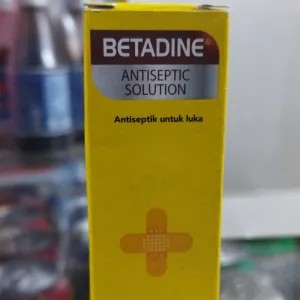 BETADINE®
ANTISEPTIC
SOLUTION
Antiseptik untuk luka